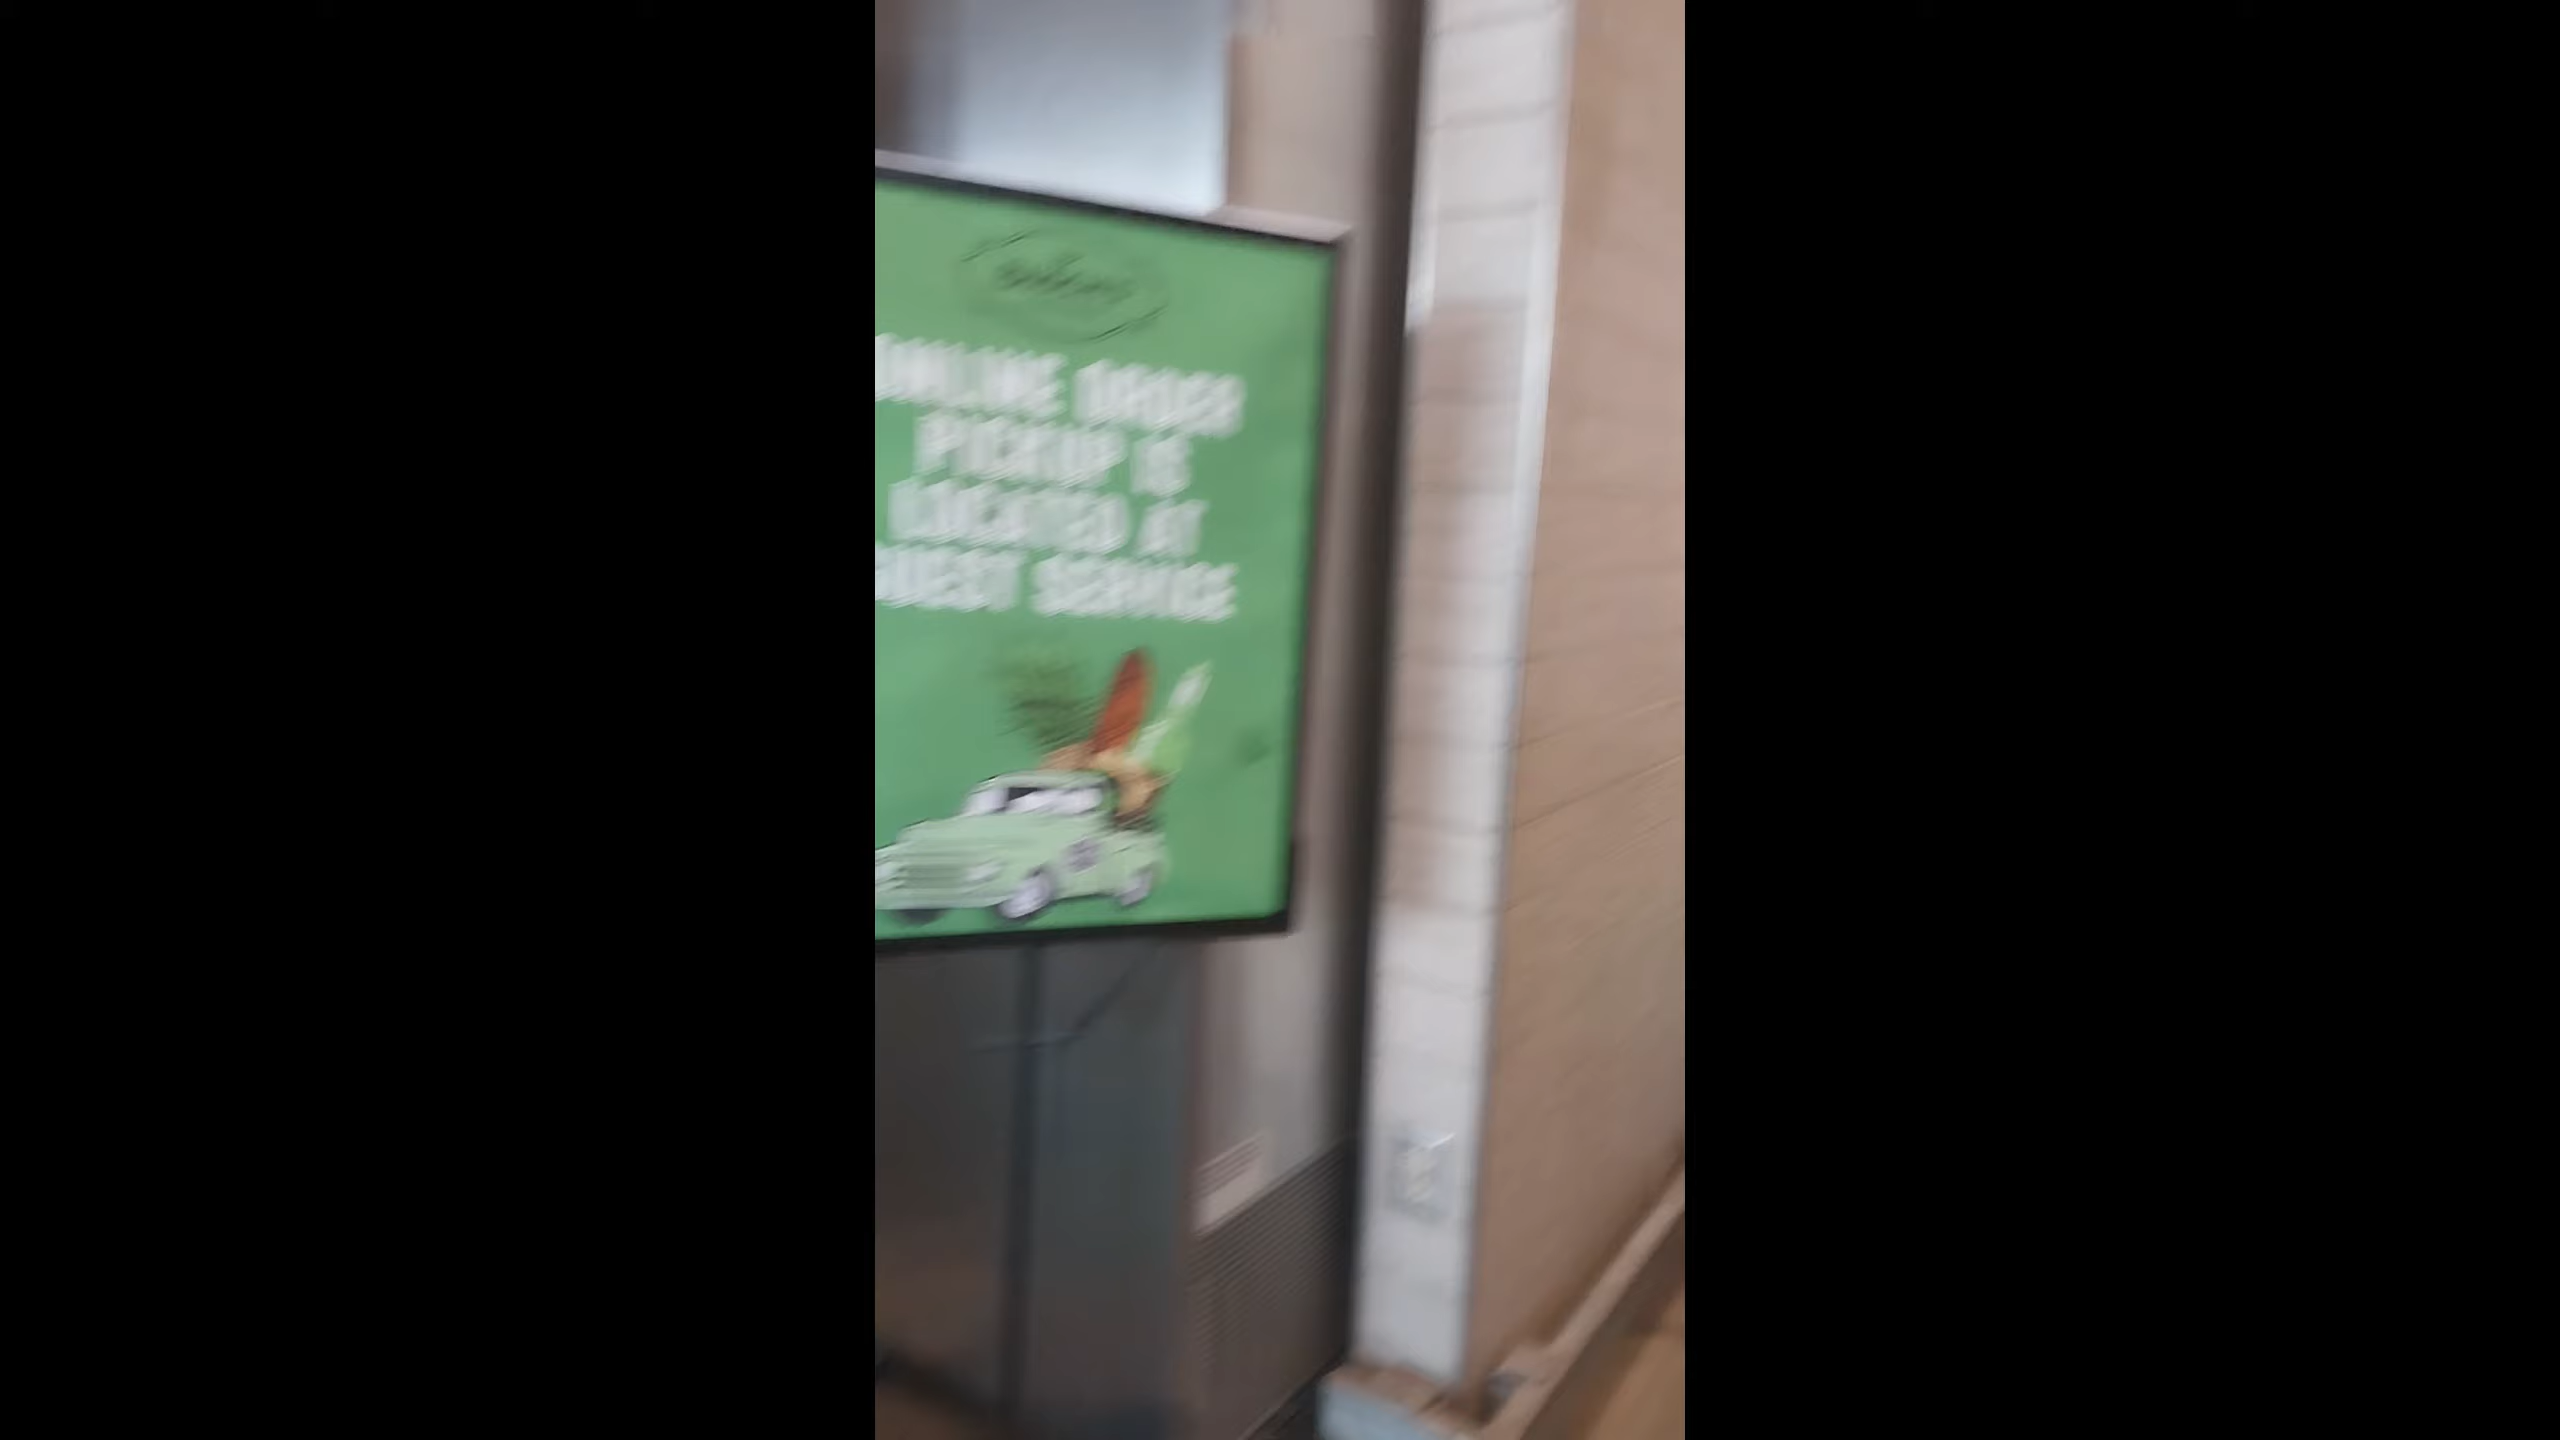 ONLINE ORDER
PICKUP IS
LOCATED AT
GUEST SERVICE